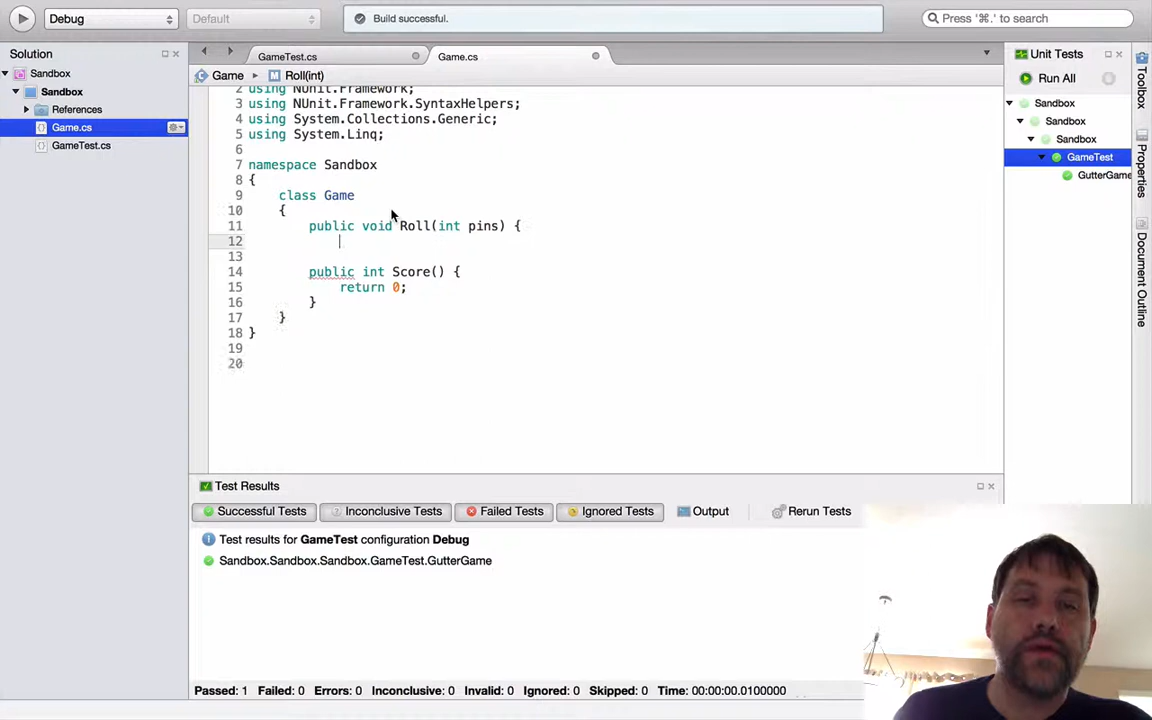 Debug
Default
Build successful.
Press '⌘.' to search
Solution
GameTest.cs
Game.cs
Unit Tests
Sandbox
Game
Roll(int)
Run All
Sandbox
References
Game.cs
GameTest.cs
Sandbox
Sandbox
Sandbox
GameTest
GutterGame
Toolbox
Properties
Document Outline
2 using NUnit.Framework;
3 using NUnit.Framework.SyntaxHelpers;
4 using System.Collections.Generic;
5 using System.Linq;
6
7 namespace Sandbox
8 {
9 class Game
10 {
11 public void Roll(int pins) {
12
13
14 public int Score() {
15 return 0;
16 }
17 }
18 }
19
20
Test Results
Successful Tests
Inconclusive Tests
Failed Tests
Ignored Tests
Output
Rerun Tests
Test results for GameTest configuration Debug
Sandbox.Sandbox.Sandbox.GameTest.GutterGame
Passed: 1 Failed: 0 Errors: 0 Inconclusive: 0 Invalid: 0 Ignored: 0 Skipped: 0 Time: 00:00:00.0100000